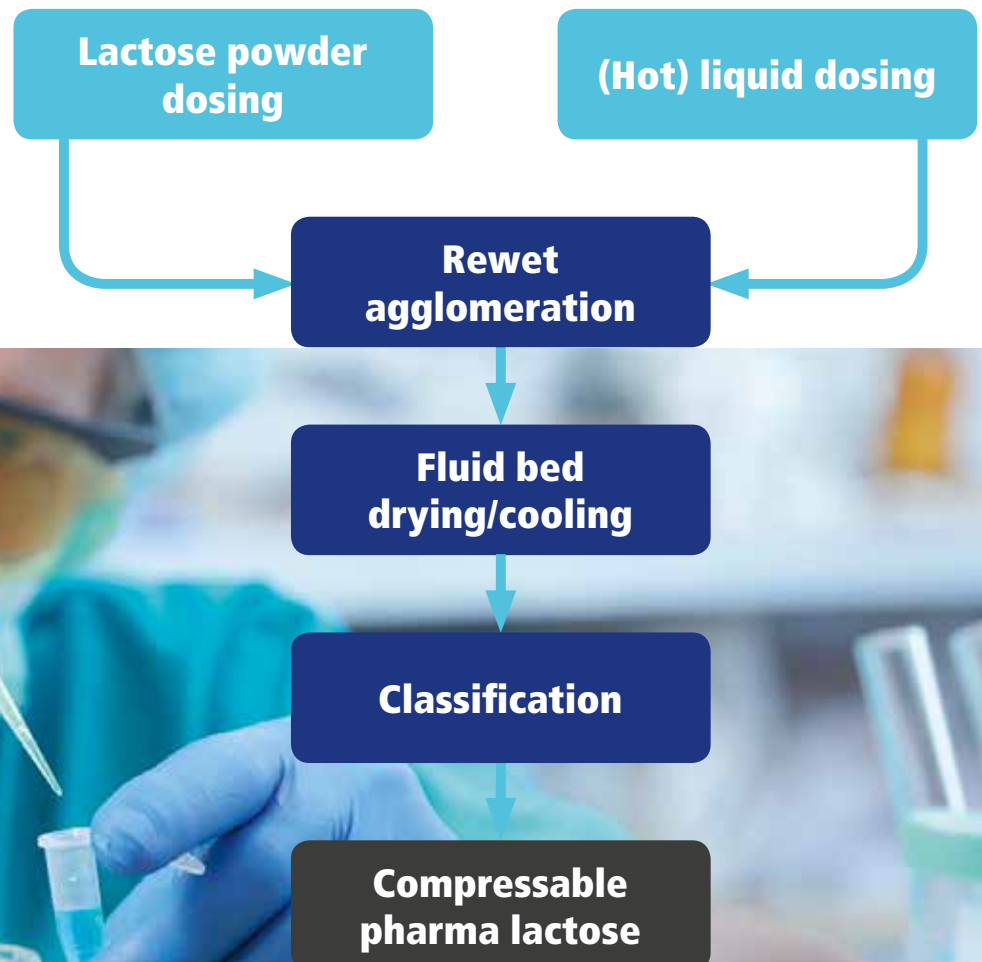 Lactose powder
dosing
(Hot) liquid dosing
Rewet
agglomeration
Fluid bed
drying/cooling
Classification
Compressable
pharma lactose